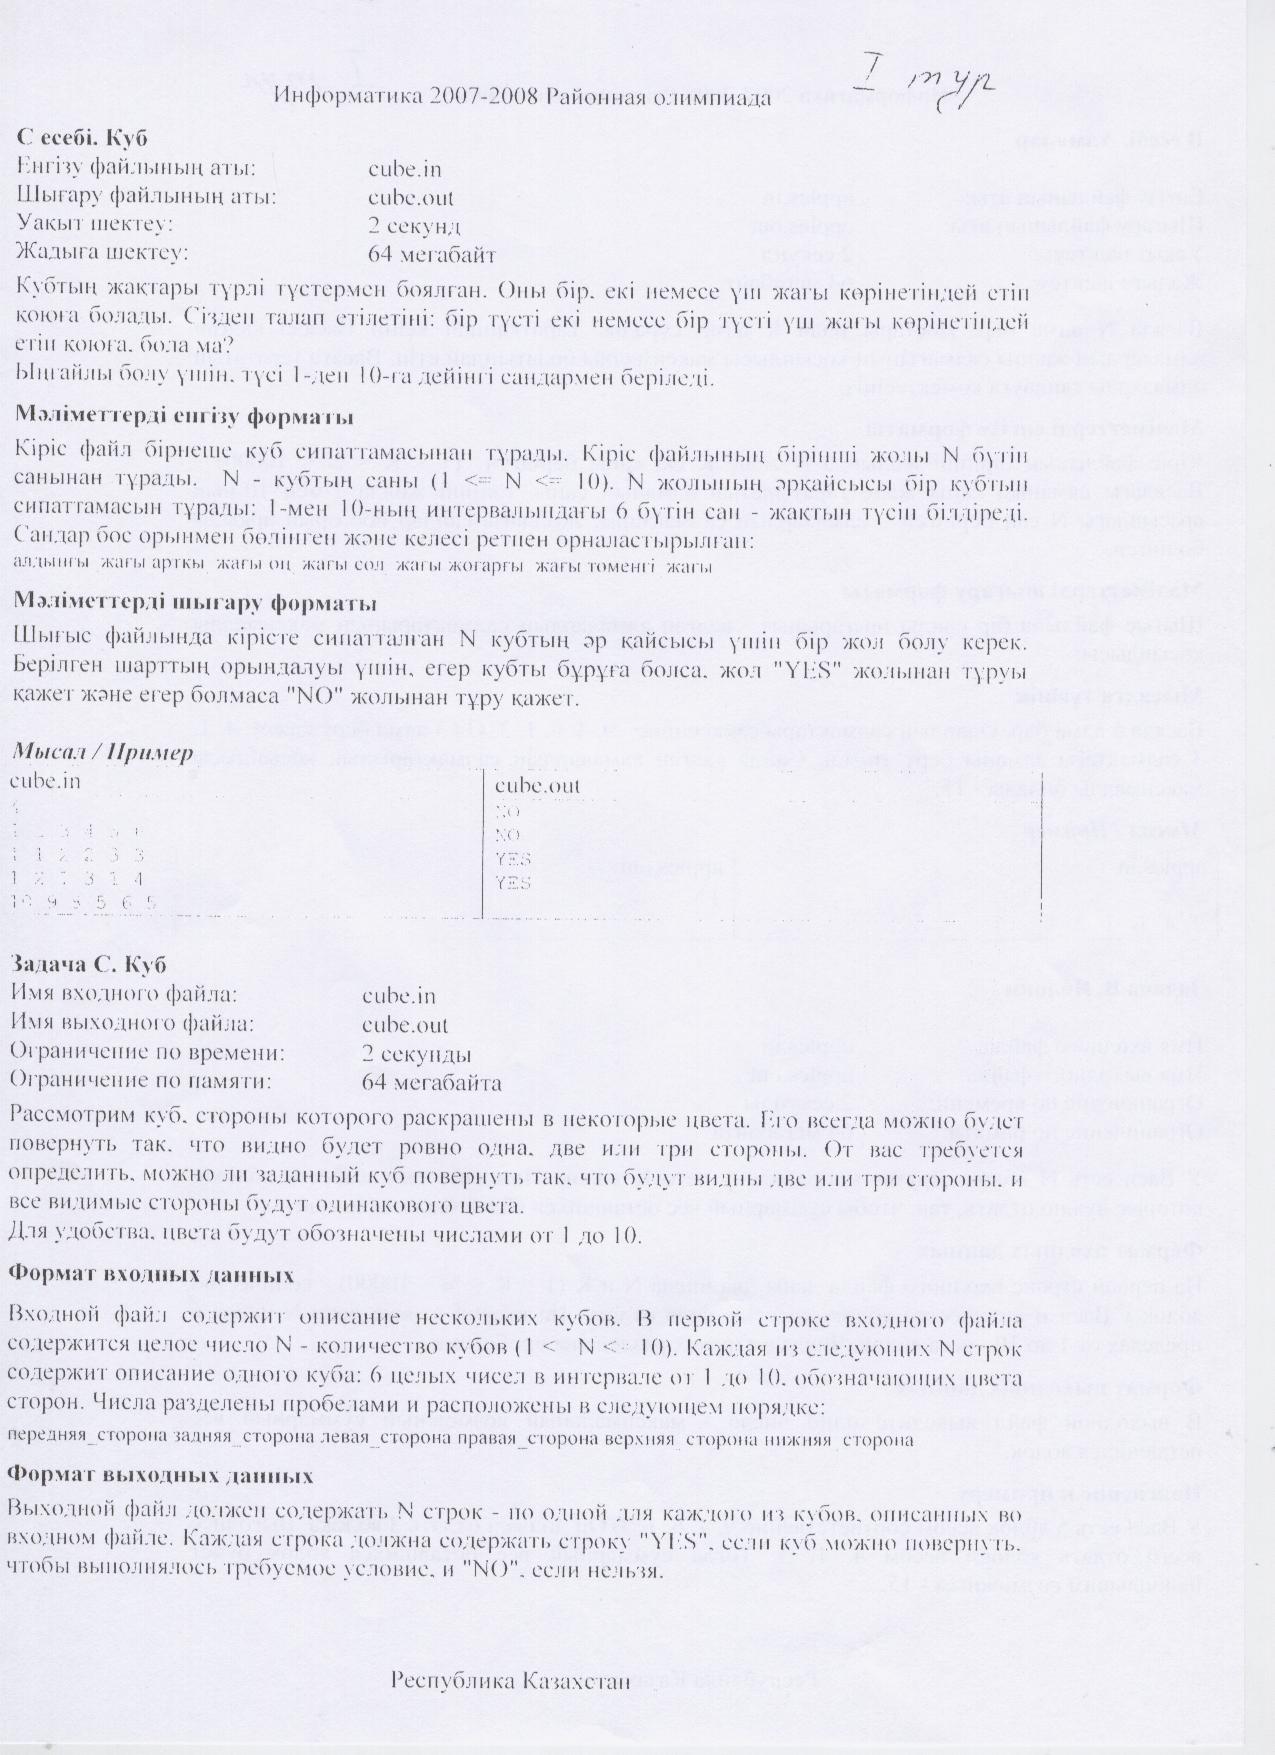 I тур
Информатика 2007-2008 Районная олимпиада
С есебі. Куб
Енгізу файлының аты: cube.in
Шығару файлының аты: cube.out
Уақыт шектеу: 2 секунд
Жадыға шектеу: 64 мегабайт
Кубтың жақтары түрлі түстермен боялған. Оны бір, екі немесе үш жағы көрінетіндей етіп
қоюға болады. Сізден талап етілетіні: бір түсті екі немесе бір түсті үш жағы көрінетіндей
етіп қоюға, бола ма?
Ыңғайлы болу үшін, түсі 1-ден 10-ға дейінгі сандармен беріледі.
Мәліметтерді енгізу форматы
Кіріс файл бірнеше куб сипаттамасынан тұрады. Кіріс файлының бірінші жолы N бүтін
санынан тұрады. N - кубтың саны (1 <= N <= 10). N жолының әрқайсысы бір кубтың
сипаттамасын тұрады: 1-мен 10-ның интервалындағы 6 бүтін сан - жақтың түсін білдіреді.
Сандар бос орынмен бөлінген және келесі ретпен орналастырылған:
алдыңғы жағы артқы жағы оң жағы сол жағы жоғарғы жағы төменгі жағы
Мәліметтерді шығару форматы
Шығыс файлында кірісте сипатталған N кубтың әр қайсысы үшін бір жол болу керек.
Берілген шарттың орындалуы үшін, егер кубты бұруға болса, жол "YES" жолынан тұруы
қажет және егер болмаса "NO" жолынан тұру қажет.
Мысал / Пример
cube.in
cube.out
NO
3 4 5
NO
1 1 2 2 3 3
YES
1 2 3 1 4
YES
9 5 6 5
Задача С. Куб
Имя входного файла: cube.in
Имя выходного файла: cube.out
Ограничение по времени: 2 секунды
Ограничение по памяти: 64 мегабайта
Рассмотрим куб, стороны которого раскрашены в некоторые цвета. Его всегда можно будет
повернуть так, что видно будет ровно одна, две или три стороны. От вас требуется
определить, можно ли заданный куб повернуть так, что будут видны две или три стороны, и
все видимые стороны будут одинакового цвета.
Для удобства, цвета будут обозначены числами от 1 до 10.
Формат входных данных
Входной файл содержит описание нескольких кубов. В первой строке входного файла
содержится целое число N - количество кубов (1 < N < 10). Каждая из следующих N строк
содержит описание одного куба: 6 целых чисел в интервале от 1 до 10, обозначающих цвета
сторон. Числа разделены пробелами и расположены в следующем порядке:
передняя_сторона задняя_сторона левая_сторона правая_сторона верхняя_сторона нижняя_сторона
Формат выходных данных
Выходной файл должен содержать N строк - по одной для каждого из кубов, описанных во
входном файле. Каждая строка должна содержать строку "YES", если куб можно повернуть,
чтобы выполнялось требуемое условие, и "NO", если нельзя.
Республика Казахстан